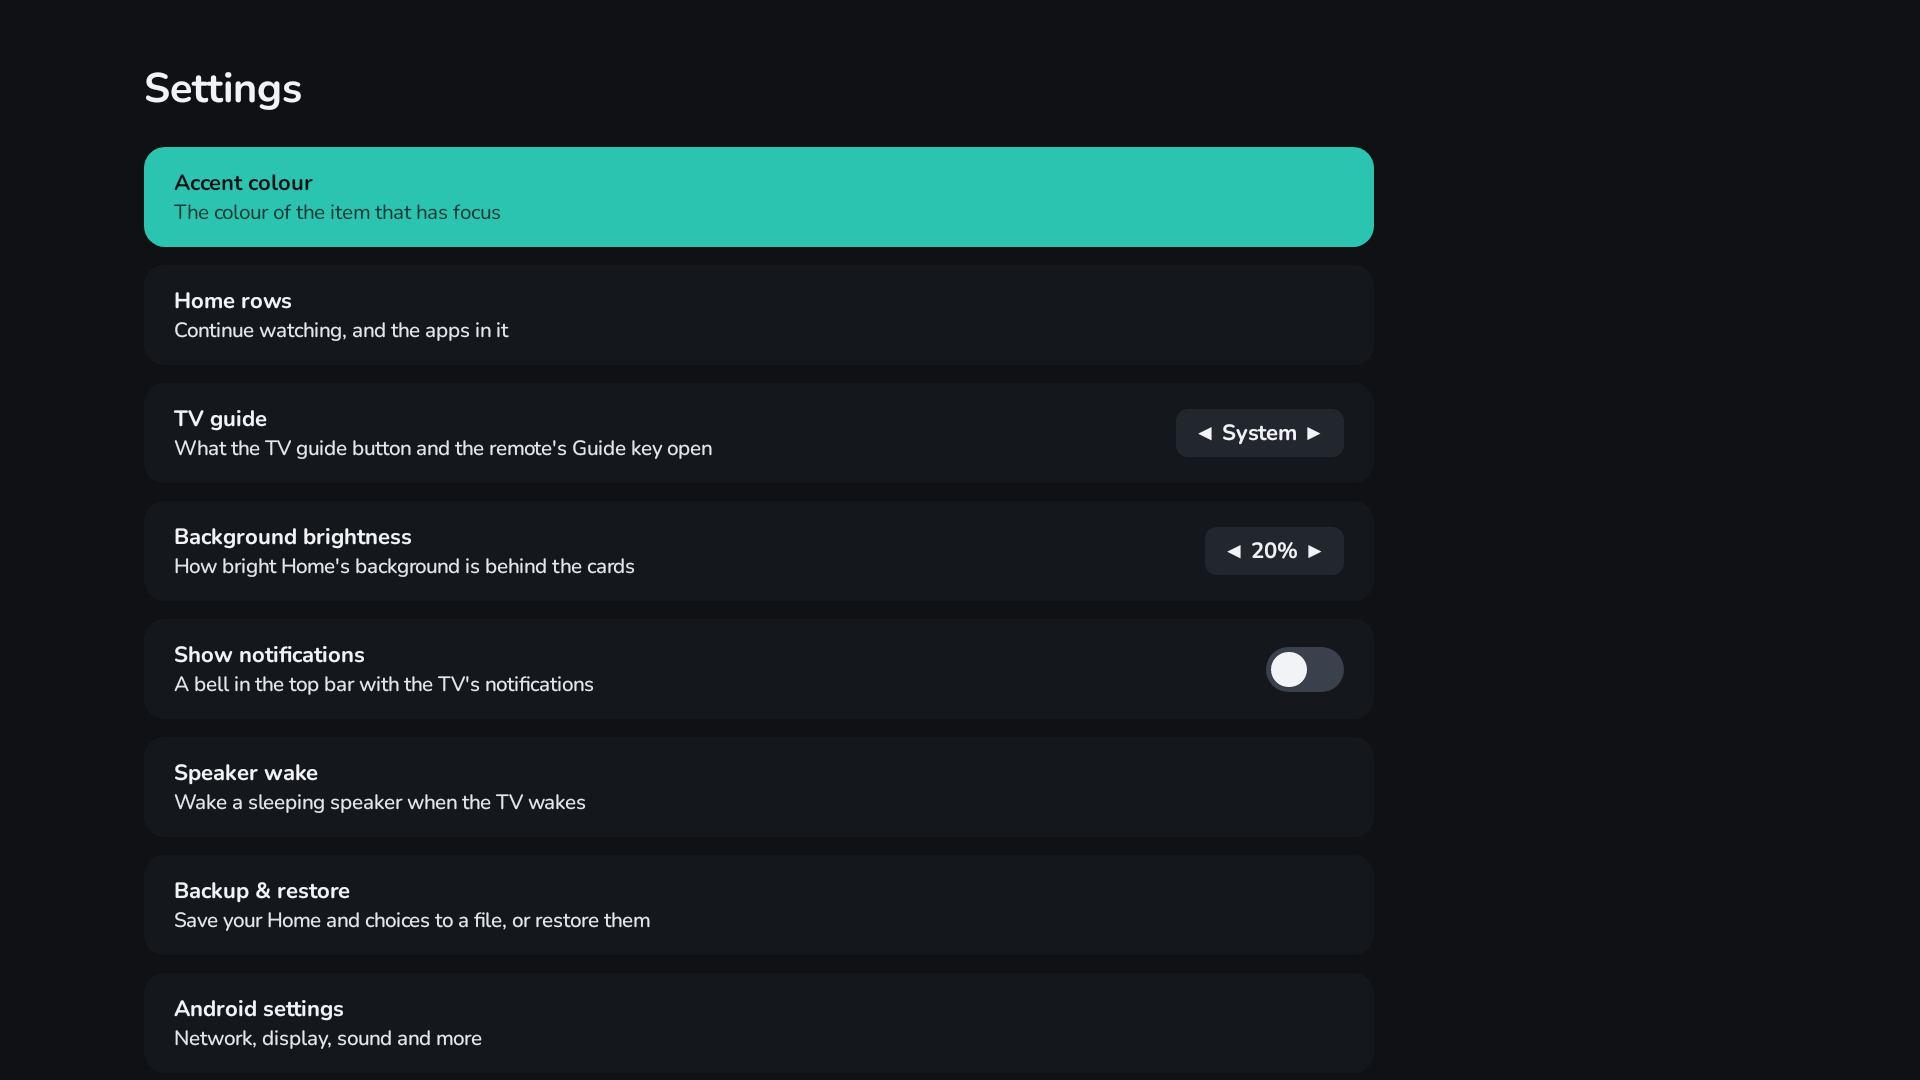 Settings
Accent colour
The colour of the item that has focus
Home rows
Continue watching, and the apps in it
TV guide
What the TV guide button and the remote's Guide key open
◄ System ►
Background brightness
How bright Home's background is behind the cards
◄ 20% ►
Show notifications
A bell in the top bar with the TV's notifications
Speaker wake
Wake a sleeping speaker when the TV wakes
Backup & restore
Save your Home and choices to a file, or restore them
Android settings
Network, display, sound and more